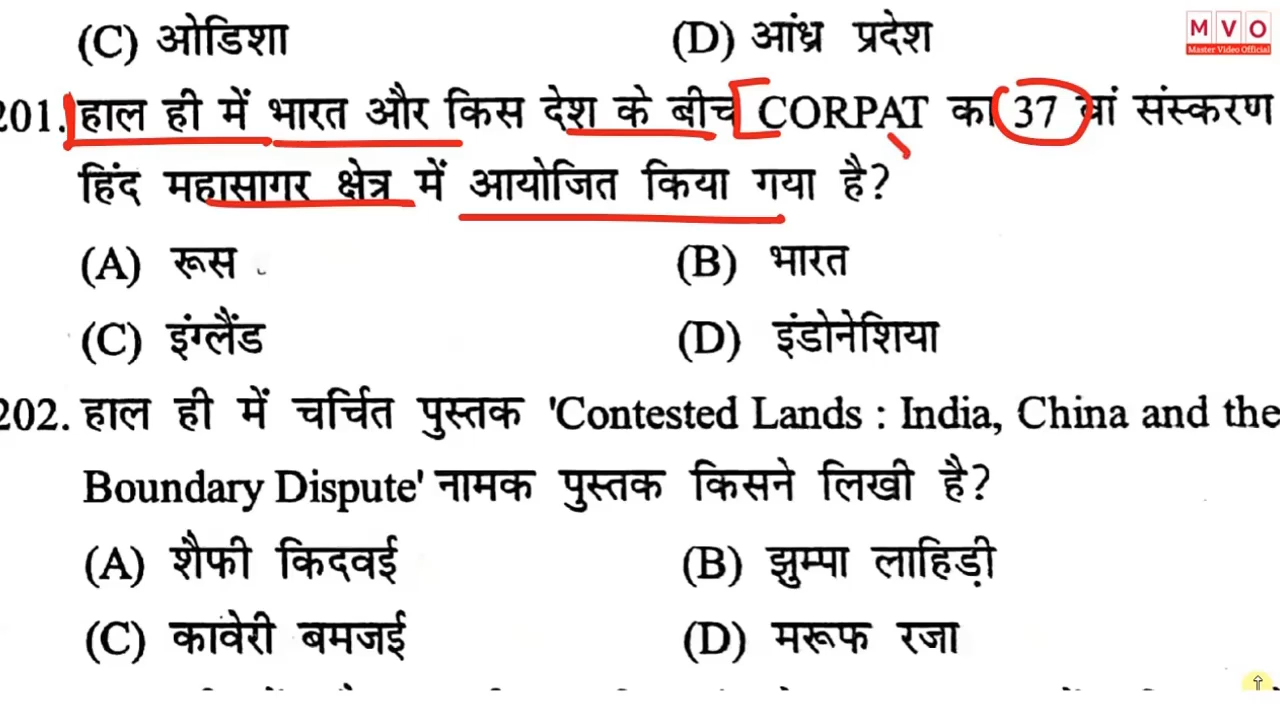 (C) ओडिशा (D) आंध्र प्रदेश
M V O
Master Video Official
201. हाल ही में भारत और किस देश के बीच CORPAT का 37 वां संस्करण
हिंद महासागर क्षेत्र में आयोजित किया गया है?
(A) रूस (B) भारत
(C) इंग्लैंड (D) इंडोनेशिया
202. हाल ही में चर्चित पुस्तक 'Contested Lands : India, China and the
Boundary Dispute' नामक पुस्तक किसने लिखी है?
(A) शैफी किदवई (B) झुम्पा लाहिड़ी
(C) कावेरी बमजई (D) मरूफ रजा